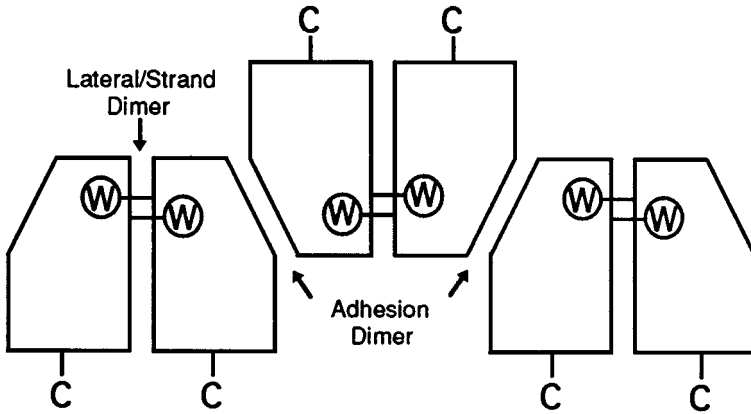 C C
Lateral/Strand
Dimer
W W W W W W
Adhesion
Dimer
C C C C